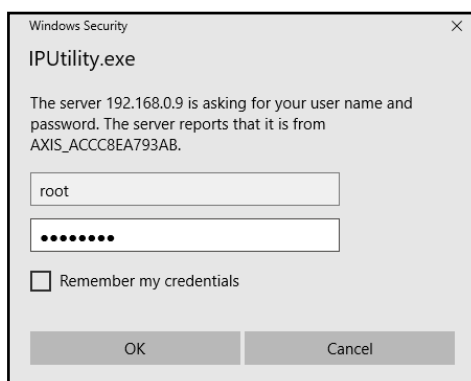 Windows Security
IPUtility.exe
The server 192.168.0.9 is asking for your user name and
password. The server reports that it is from
AXIS_ACCC8EA793AB.
root
●●●●●●●●
Remember my credentials
OK
Cancel